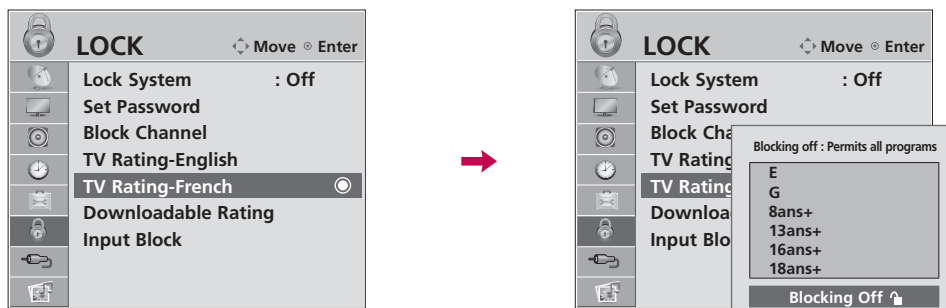 LOCK Move Enter
Lock System : Off
Set Password
Block Channel
TV Rating-English
TV Rating-French
Downloadable Rating
Input Block
LOCK Move Enter
Lock System : Off
Set Password
Block Cha
TV Rating
TV Rating
Downloa
Input Blo
Blocking off : Permits all programs
E
G
8ans+
13ans+
16ans+
18ans+
Blocking Off